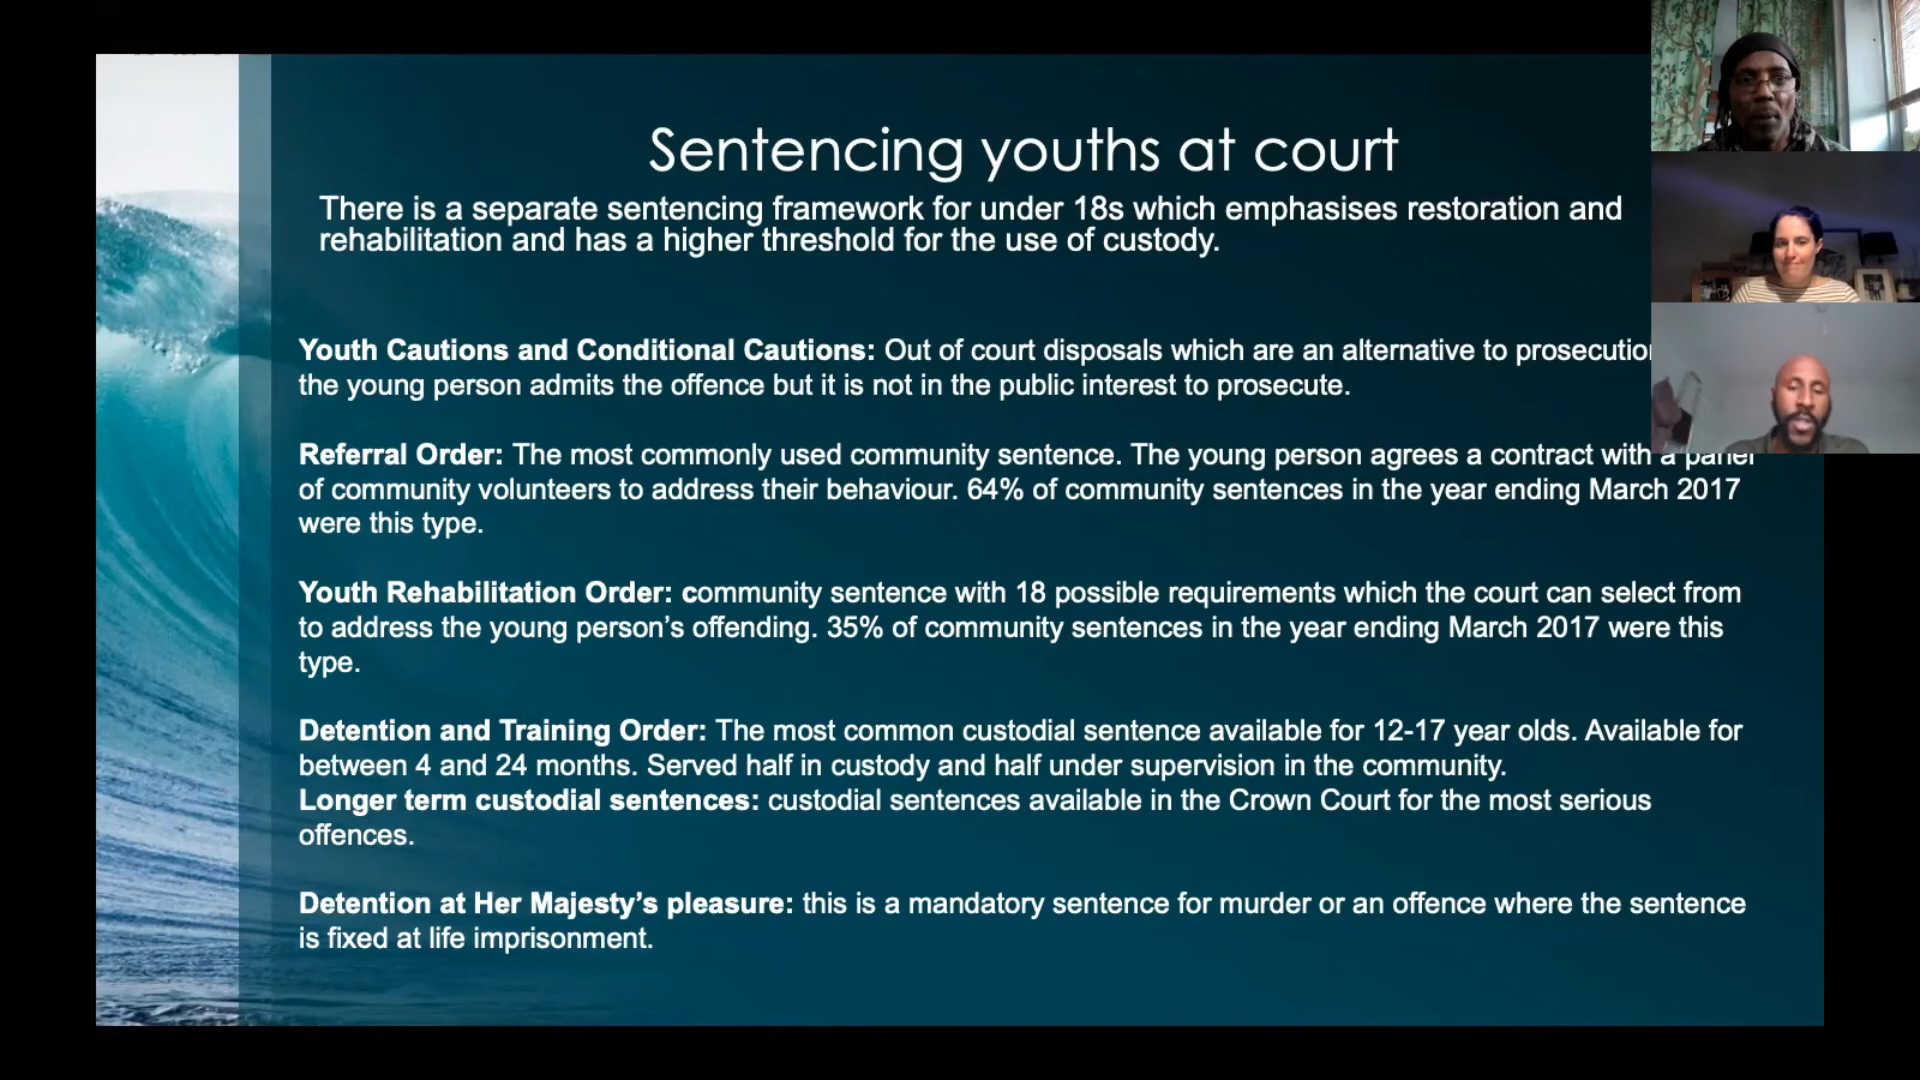 Sentencing youths at court
There is a separate sentencing framework for under 18s which emphasises restoration and
rehabilitation and has a higher threshold for the use of custody.
Youth Cautions and Conditional Cautions: Out of court disposals which are an alternative to
the young person admits the offence but it is not in the public interest to prosecute.
Referral Order: The most commonly used community sentence. The young person agrees a contract with a panel
of community volunteers to address their behaviour. 64% of community sentences in the year ending March 2017
were this type.
Youth Rehabilitation Order: community sentence with 18 possible requirements which the court can select from
to address the young person’s offending. 35% of community sentences in the year ending March 2017 were this
type.
Detention and Training Order: The most common custodial sentence available for 12-17 year olds. Available for
between 4 and 24 months. Served half in custody and half under supervision in the community.
Longer term custodial sentences: custodial sentences available in the Crown Court for the most serious
offences.
Detention at Her Majesty’s pleasure: this is a mandatory sentence for murder or an offence where the sentence
is fixed at life imprisonment.